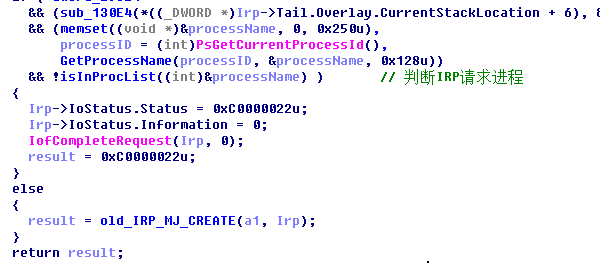 && (sub_130E4(*((_DWORD *)Irp->Tail.Overlay.CurrentStackLocation + 6), 8
&& (memset((void *)&processName, 0, 0x250u),
processID = (int)PsGetCurrentProcessId(),
GetProcessName(processID, &processName, 0x128u))
&& !isInProcList((int)&processName) ) // 判断IRP请求进程
{
Irp->IoStatus.Status = 0xC0000022u;
Irp->IoStatus.Information = 0;
IofCompleteRequest(Irp, 0);
result = 0xC0000022u;
}
else
{
result = old_IRP_MJ_CREATE(a1, Irp);
}
return result;